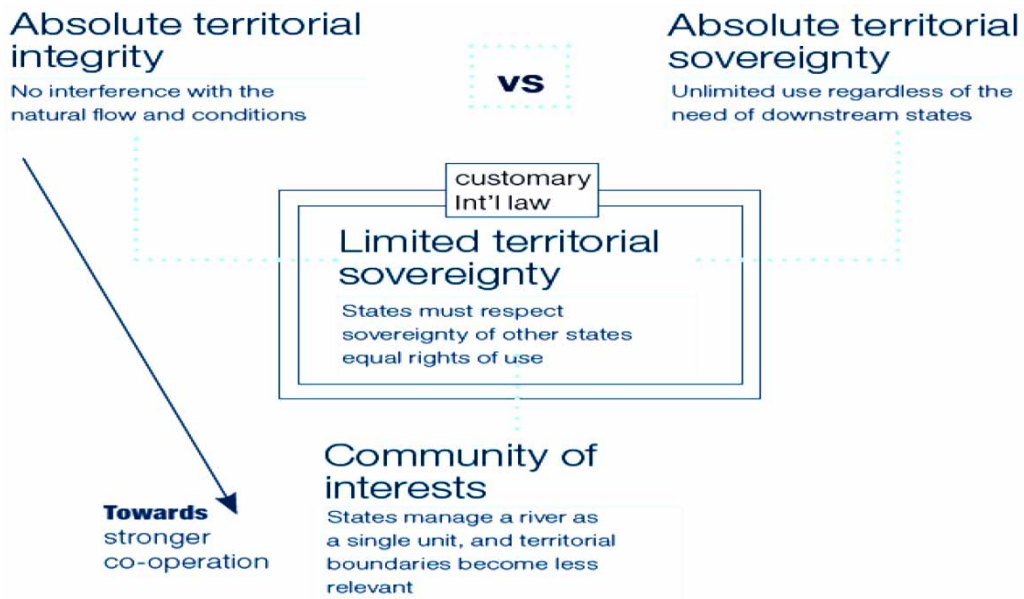 Absolute territorial
integrity
No interference with the
natural flow and conditions
vs
Absolute territorial
sovereignty
Unlimited use regardless of the
need of downstream states
customary
Int'l law
Limited territorial
sovereignty
States must respect
sovereignty of other states
equal rights of use
Community of
interests
States manage a river as
a single unit, and territorial
boundaries become less
relevant
Towards
stronger
co-operation